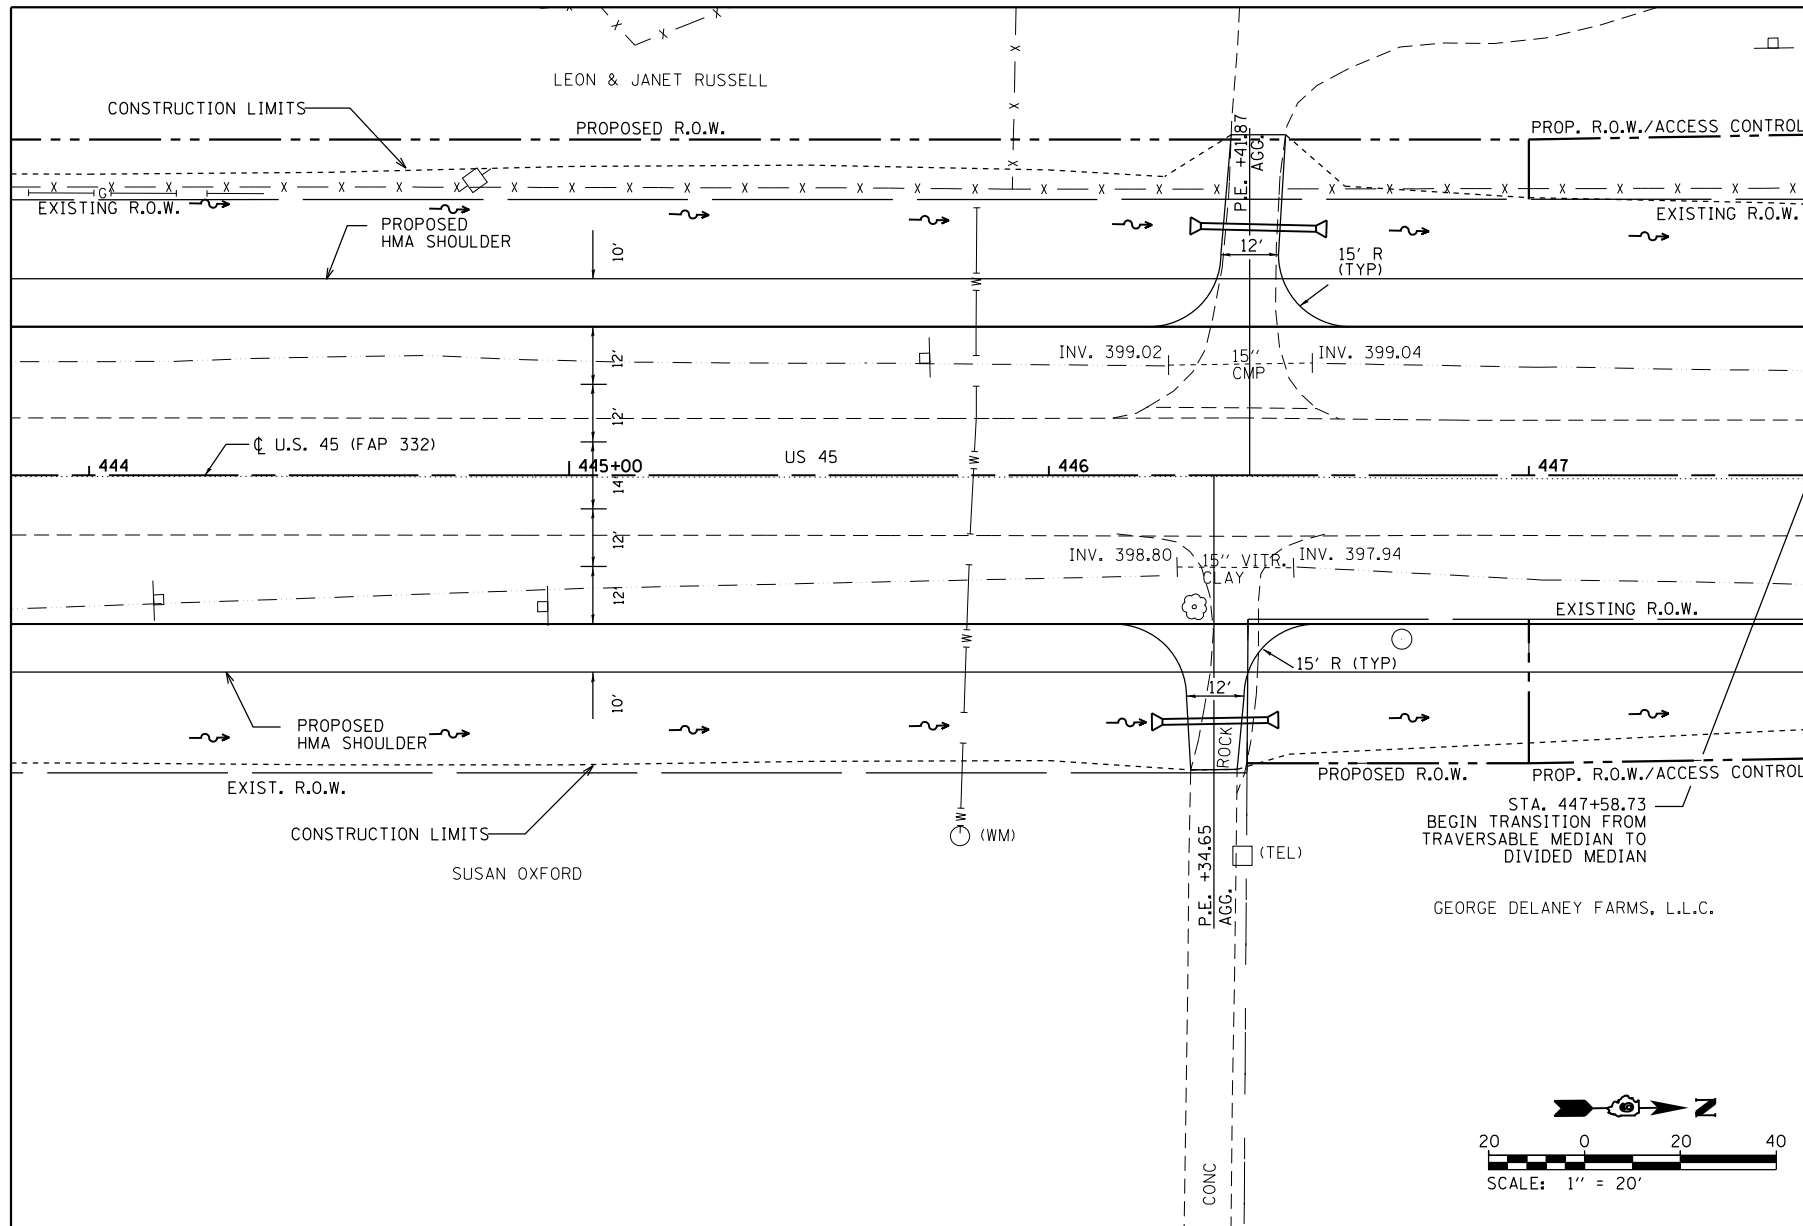 LEON & JANET RUSSELL
CONSTRUCTION LIMITS
PROPOSED R.O.W.
P.E. +41.87
AGG.
PROP. R.O.W./ACCESS CONTROL
G
EXISTING R.O.W.
EXISTING R.O.W.
PROPOSED
HMA SHOULDER
10'
12'
15' R
(TYP)
W
12'
INV. 399.02
15''
CMP
INV. 399.04
12'
℄ U.S. 45 (FAP 332)
US 45
W
444
445+00
446
447
14'
12'
INV. 398.80
15'' VITR.
CLAY
INV. 397.94
12'
EXISTING R.O.W.
W
15' R (TYP)
12'
10'
PROPOSED
HMA SHOULDER
ROCK
EXIST. R.O.W.
PROPOSED R.O.W.
PROP. R.O.W./ACCESS CONTROL
W
CONSTRUCTION LIMITS
(WM)
P.E. +34.65
AGG.
(TEL)
STA. 447+58.73
BEGIN TRANSITION FROM
TRAVERSABLE MEDIAN TO
DIVIDED MEDIAN
SUSAN OXFORD
GEORGE DELANEY FARMS, L.L.C.
CONC
N
20 0 20 40
SCALE: 1'' = 20'